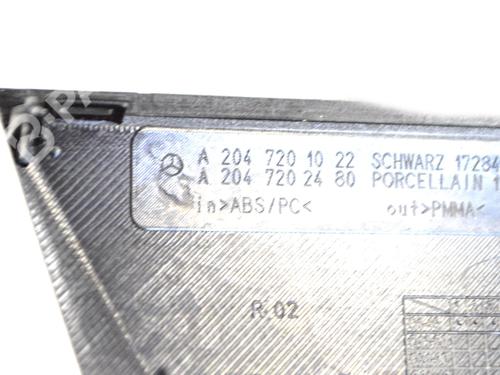 A 204 720 10 22 SCHWARZ 17284
A 204 720 24 80 PORCELLAIN 1
in>ABS/PC< out>PMMA<
R 02